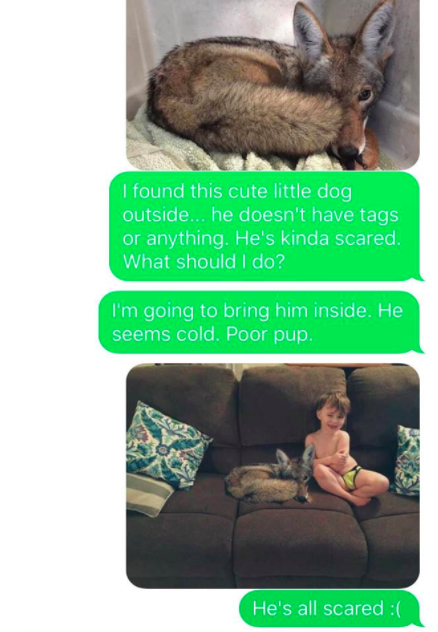 I found this cute little dog
outside... he doesn't have tags
or anything. He's kinda scared.
What should I do?
I'm going to bring him inside. He
seems cold. Poor pup.
He's all scared :(